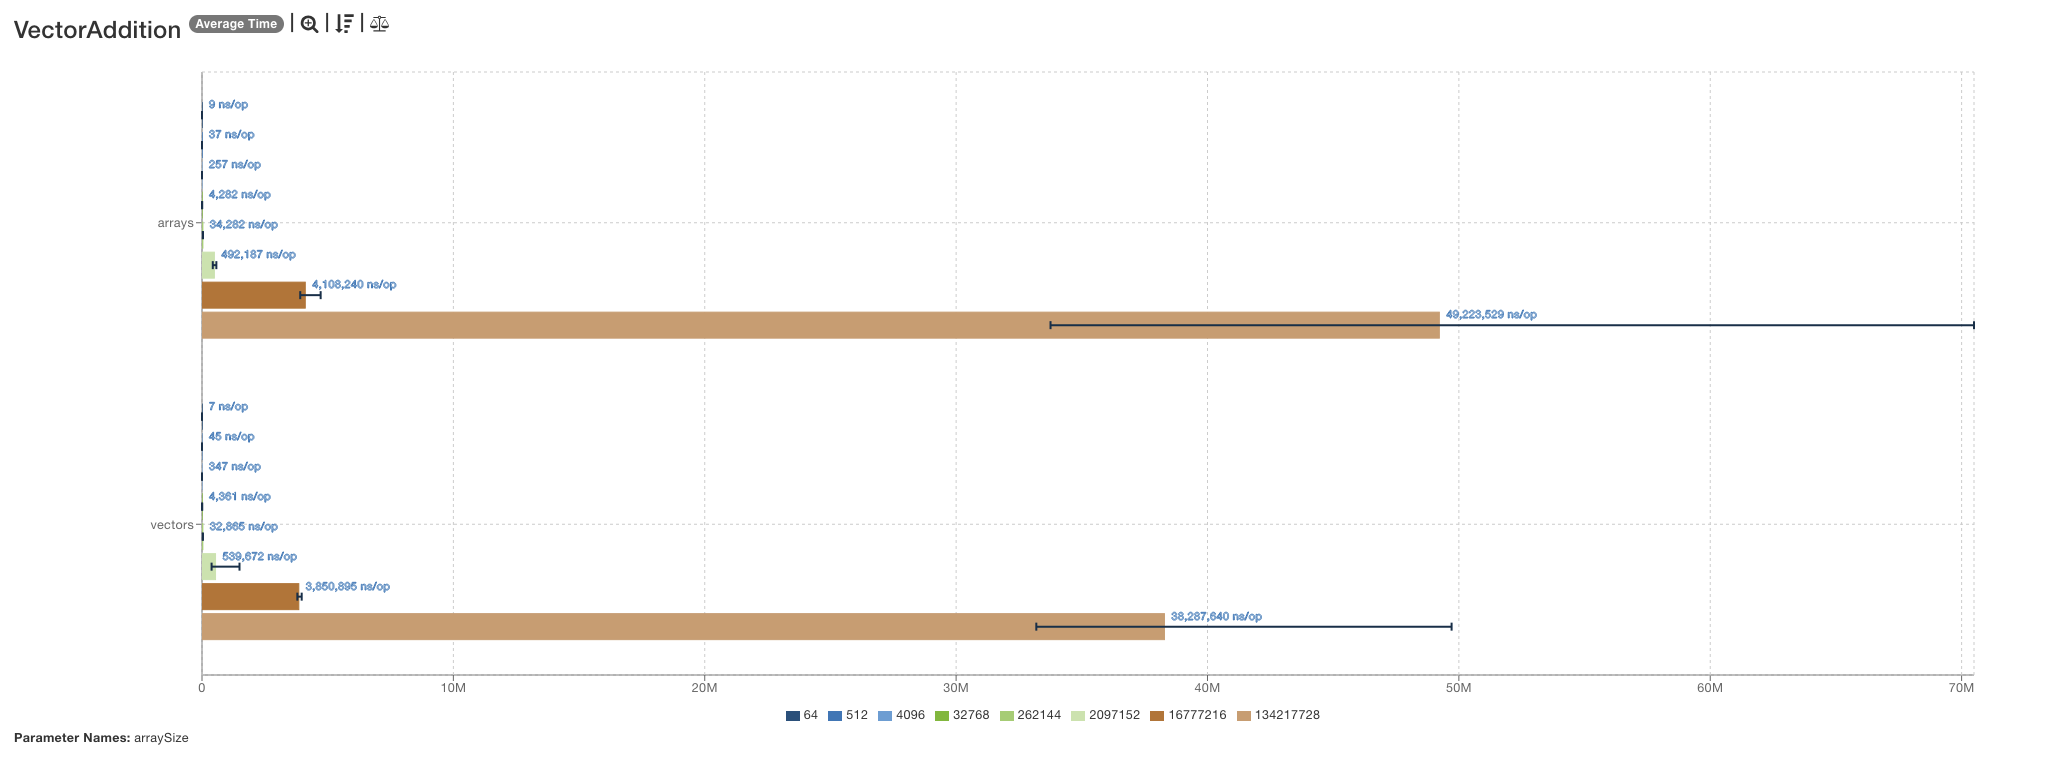 VectorAddition Average Time
9 ns/op
37 ns/op
257 ns/op
4,282 ns/op
arrays
34,282 ns/op
492,187 ns/op
4,108,240 ns/op
49,223,529 ns/op
7 ns/op
45 ns/op
347 ns/op
4,361 ns/op
vectors
32,865 ns/op
539,672 ns/op
3,850,895 ns/op
38,287,640 ns/op
0 10M 20M 30M 40M 50M 60M 70M
64 512 4096 32768 262144 2097152 16777216 134217728
Parameter Names: arraySize